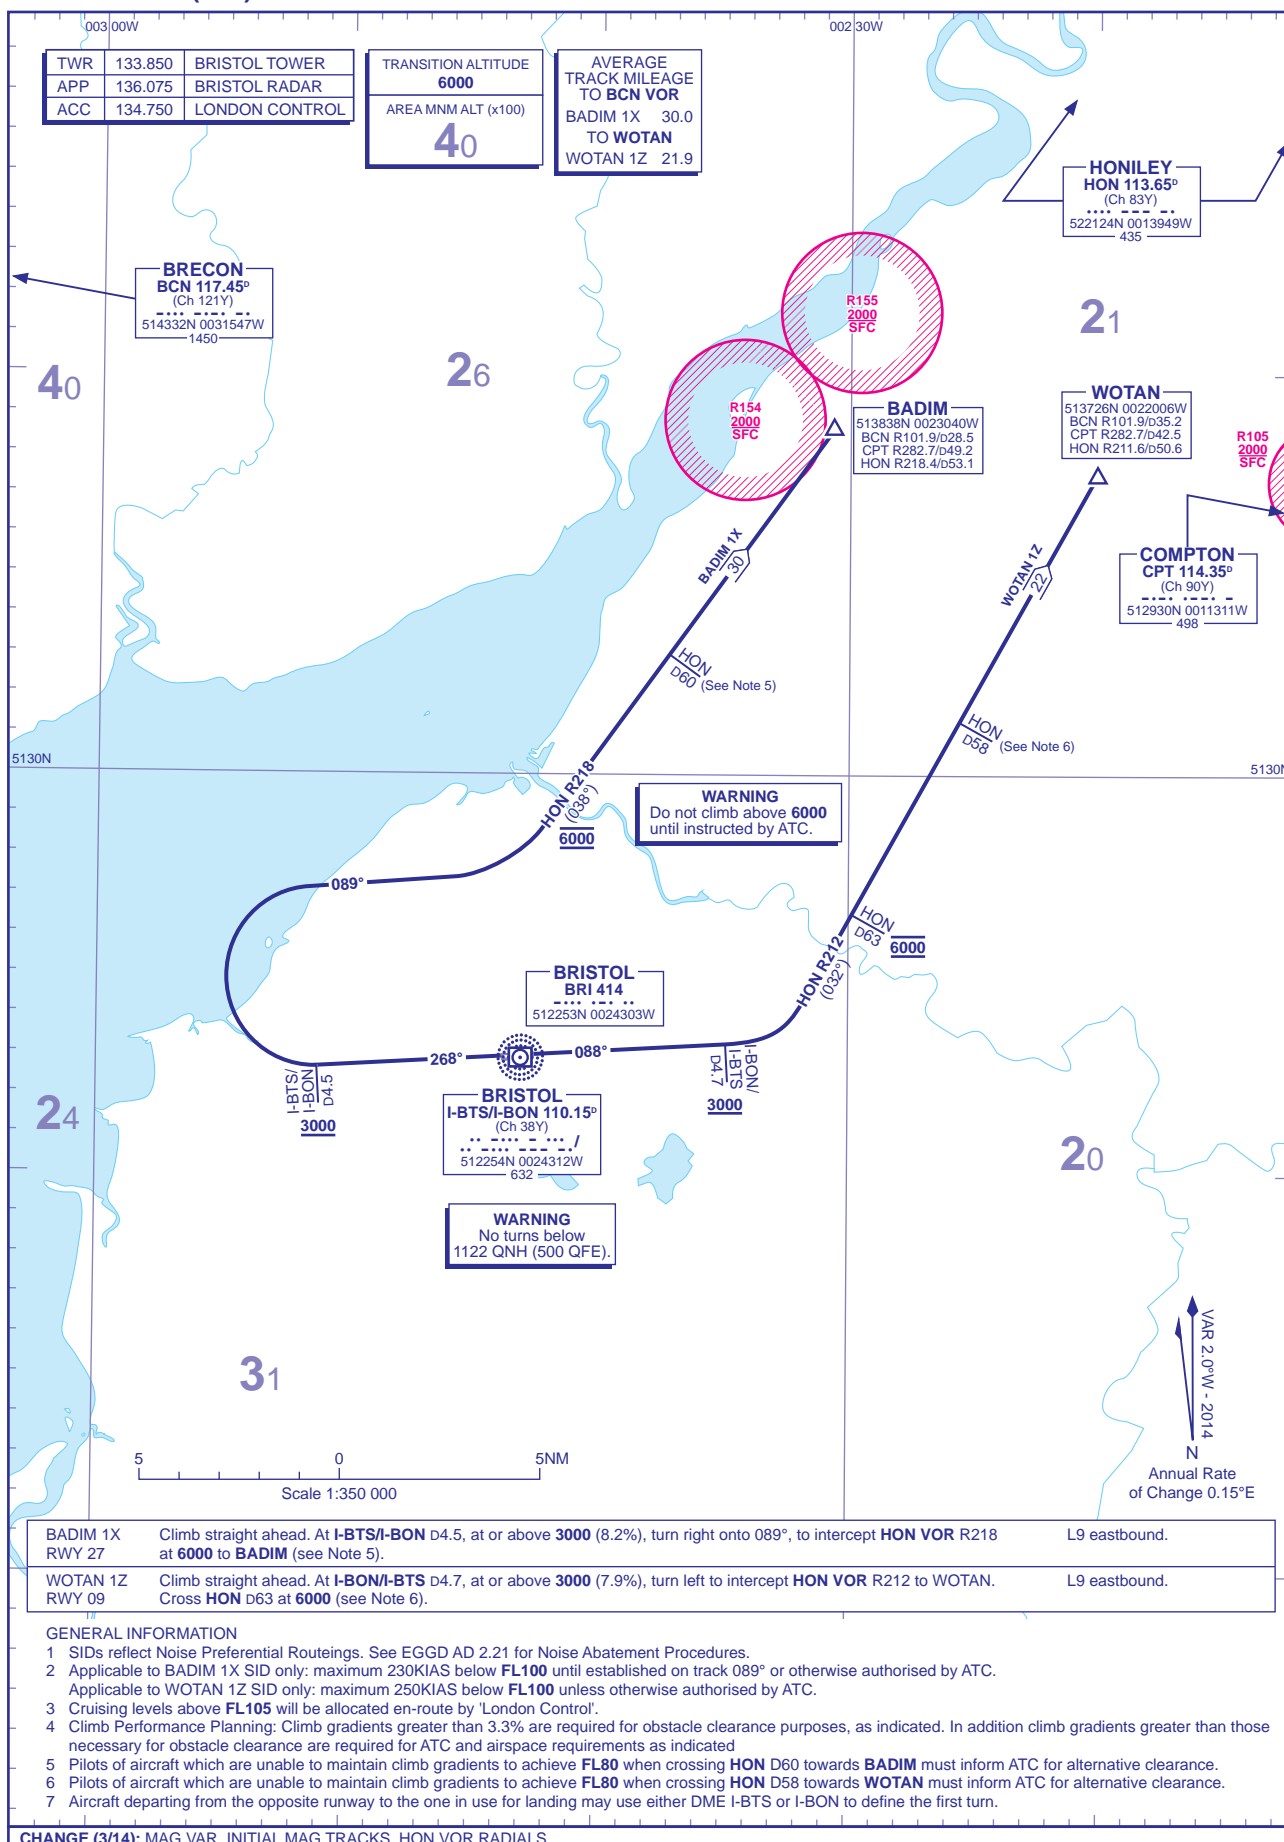 003 00W
002 30W
TWR 133.850 BRISTOL TOWER
APP 136.075 BRISTOL RADAR
ACC 134.750 LONDON CONTROL
TRANSITION ALTITUDE
6000
AREA MNM ALT (x100)
40
AVERAGE
TRACK MILEAGE
TO BCN VOR
BADIM 1X 30.0
TO WOTAN
WOTAN 1Z 21.9
HONILEY
HON 113.65D
(Ch 83Y)
522124N 0013949W
435
BRECON
BCN 117.45D
(Ch 121Y)
514332N 0031547W
1450
R155
2000
SFC
21
40
26
R154
2000
SFC
BADIM
513838N 0023040W
BCN R101.9/D28.5
CPT R282.7/D49.2
HON R218.4/D53.1
WOTAN
513726N 0022006W
BCN R101.9/D35.2
CPT R282.7/D42.5
HON R211.6/D50.6
R105
2000
SFC
COMPTON
CPT 114.35D
(Ch 90Y)
512930N 0011311W
498
BADIM 1X
30
WOTAN 1Z
22
HON
D60 (See Note 5)
HON
D58 (See Note 6)
5130N
5130N
HON R218
(038°)
6000
WARNING
Do not climb above 6000
until instructed by ATC.
089°
HON
D63
6000
HON R212
(032°)
BRISTOL
BRI 414
512253N 0024303W
268°
088°
I-BTS/
I-BON
D4.5
3000
I-BON/
I-BTS
D4.7
3000
BRISTOL
I-BTS/I-BON 110.15D
(Ch 38Y)
512254N 0024312W
632
24
20
WARNING
No turns below
1122 QNH (500 QFE).
31
VAR 2.0°W - 2014
N
Annual Rate
of Change 0.15°E
5 0 5NM
Scale 1:350 000
BADIM 1X Climb straight ahead. At I-BTS/I-BON D4.5, at or above 3000 (8.2%), turn right onto 089°, to intercept HON VOR R218 L9 eastbound.
RWY 27 at 6000 to BADIM (see Note 5).
WOTAN 1Z Climb straight ahead. At I-BON/I-BTS D4.7, at or above 3000 (7.9%), turn left to intercept HON VOR R212 to WOTAN. L9 eastbound.
RWY 09 Cross HON D63 at 6000 (see Note 6).
GENERAL INFORMATION
1 SIDs reflect Noise Preferential Routeings. See EGGD AD 2.21 for Noise Abatement Procedures.
2 Applicable to BADIM 1X SID only: maximum 230KIAS below FL100 until established on track 089° or otherwise authorised by ATC.
Applicable to WOTAN 1Z SID only: maximum 250KIAS below FL100 unless otherwise authorised by ATC.
3 Cruising levels above FL105 will be allocated en-route by 'London Control'.
4 Climb Performance Planning: Climb gradients greater than 3.3% are required for obstacle clearance purposes, as indicated. In addition climb gradients greater than those
necessary for obstacle clearance are required for ATC and airspace requirements as indicated
5 Pilots of aircraft which are unable to maintain climb gradients to achieve FL80 when crossing HON D60 towards BADIM must inform ATC for alternative clearance.
6 Pilots of aircraft which are unable to maintain climb gradients to achieve FL80 when crossing HON D58 towards WOTAN must inform ATC for alternative clearance.
7 Aircraft departing from the opposite runway to the one in use for landing may use either DME I-BTS or I-BON to define the first turn.
CHANGE (3/14): MAG VAR, INITIAL MAG TRACKS, HON VOR RADIALS